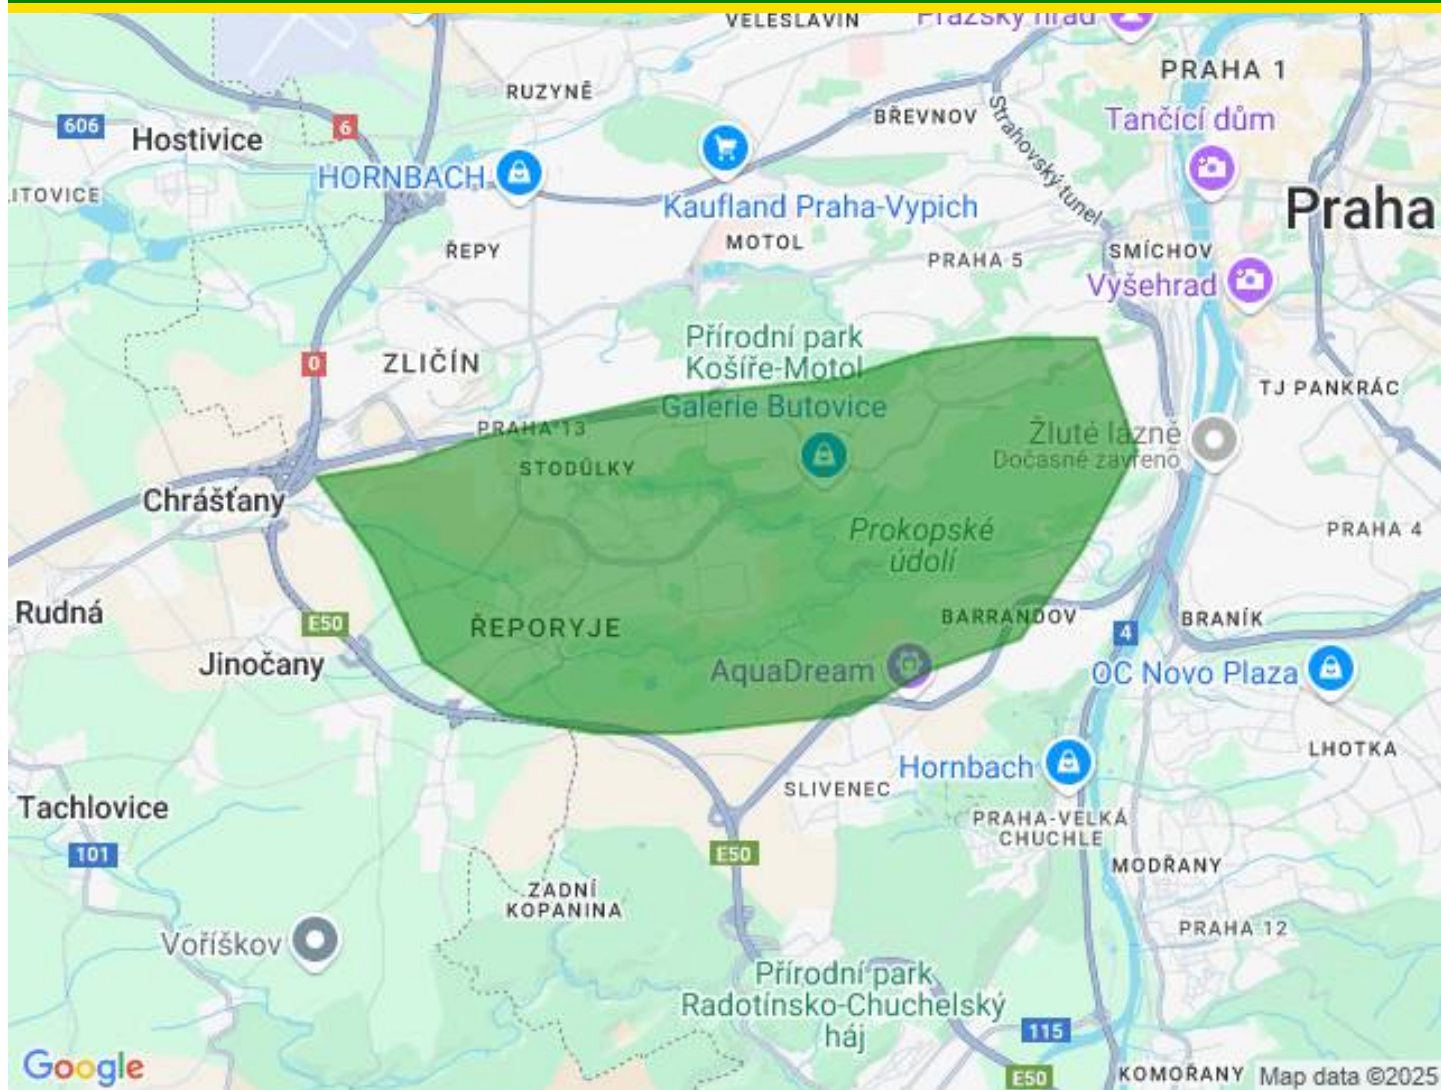 VELESLAVÍN
Pražský hrad
PRAHA 1
RUZYNĚ
BŘEVNOV
Strahovský tunel
Tančící dům
606
6
Hostivice
HORNBACH
LITOVICE
Kaufland Praha-Vypich
Praha
ŘEPY
MOTOL
PRAHA 5
SMÍCHOV
Vyšehrad
Přírodní park
Košíře-Motol
0
ZLIČÍN
TJ PANKRÁC
Galerie Butovice
PRAHA 13
STODŮLKY
Žluté lázně
Dočasně zavřeno
Chrášťany
Prokopské
údolí
PRAHA 4
Rudná
E50
ŘEPORYJE
BARRANDOV
4
BRANÍK
Jinočany
AquaDream
OC Novo Plaza
LHOTKA
Hornbach
SLIVENEC
Tachlovice
PRAHA-VELKÁ
CHUCHLE
101
E50
MODŘANY
ZADNÍ
KOPANINA
PRAHA 12
Voříškov
Přírodní park
Radotínsko-Chuchelský
háj
115
Google
E50
KOMOŘANY
Map data ©2025